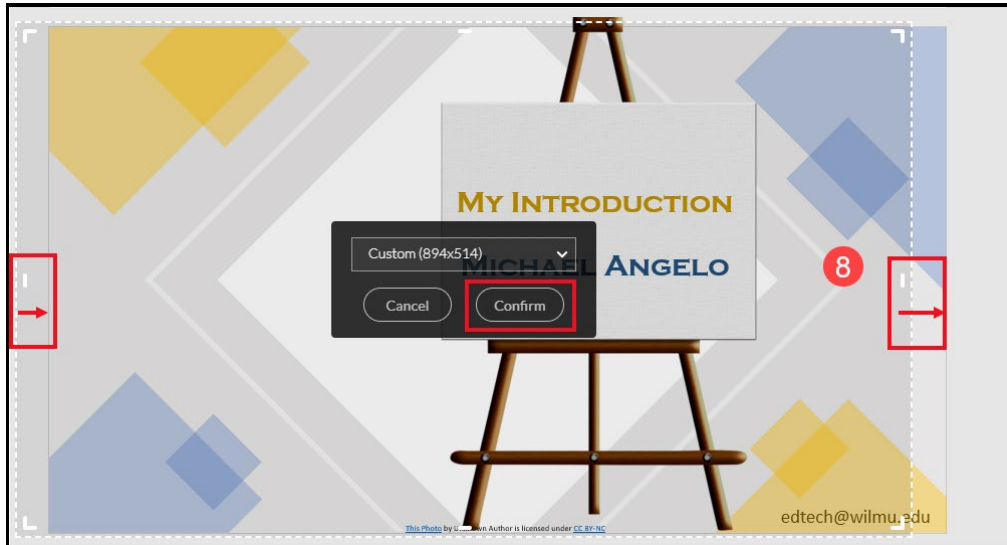 MY INTRODUCTION
Custom (894x514)
MICHAEL ANGELO
8
Cancel
Confirm
edtech@wilmu.edu
This Photo by Author is licensed under CC BY-NC